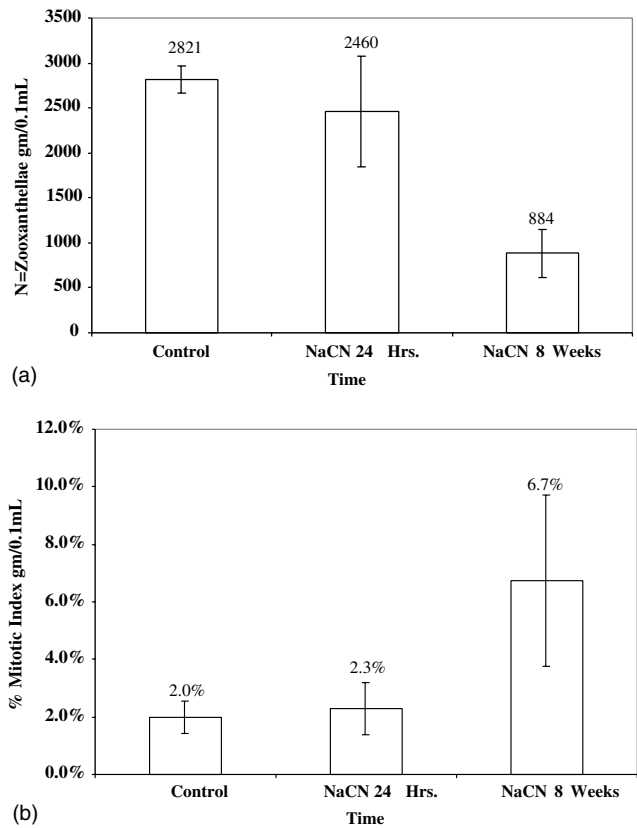 3500
3000
2500
2000
1500
1000
500
0
N=Zooxanthellae gm/0.1mL
2821
2460
884
Control NaCN 24 Hrs. NaCN 8 Weeks
Time
(a)
12.0%
10.0%
8.0%
6.0%
4.0%
2.0%
0.0%
% Mitotic Index gm/0.1mL
2.0%
2.3%
6.7%
Control NaCN 24 Hrs. NaCN 8 Weeks
Time
(b)